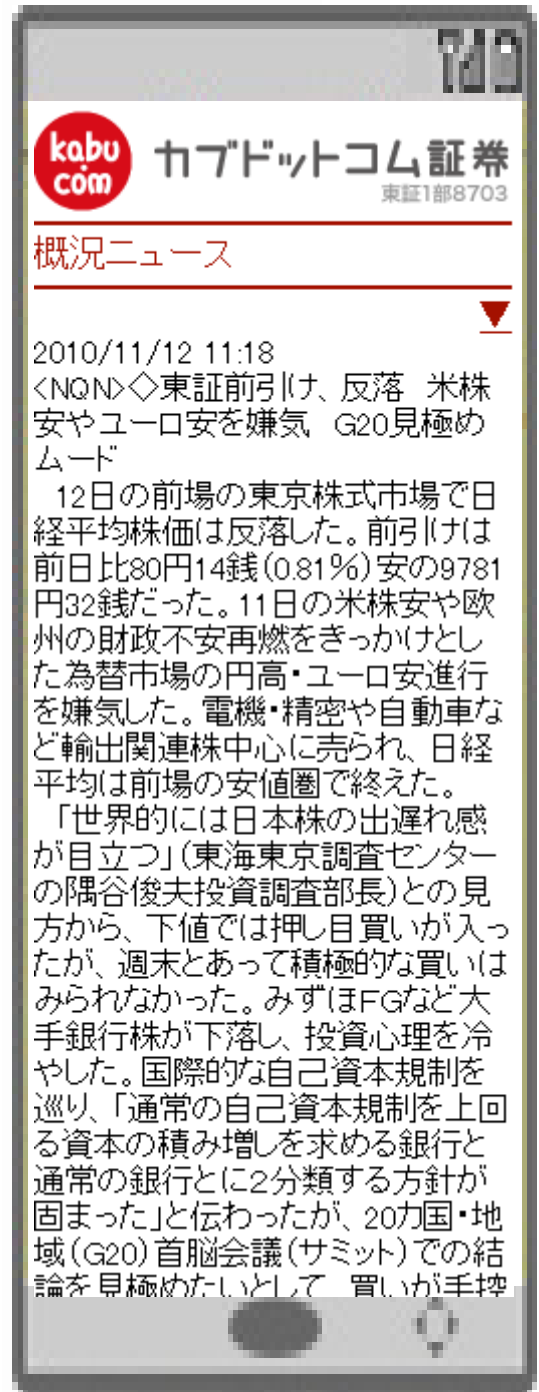 kabu
com
カブドットコム証券
東証1部8703
概況ニュース
▼
2010/11/12 11:18
<NQN>◇東証前引け、反落 米株
安やユーロ安を嫌気 G20見極め
ムード
12日の前場の東京株式市場で日
経平均株価は反落した。前引けは
前日比80円14銭(0.81%)安の9781
円32銭だった。11日の米株安や欧
州の財政不安再燃をきっかけとし
た為替市場の円高・ユーロ安進行
を嫌気した。電機・精密や自動車な
ど輸出関連株中心に売られ、日経
平均は前場の安値圏で終えた。
「世界的には日本株の出遅れ感
が目立つ」(東海東京調査センター
の隅谷俊夫投資調査部長)との見
方から、下値では押し目買いが入っ
たが、週末とあって積極的な買いは
みられなかった。みずほFGなど大
手銀行株が下落し、投資心理を冷
やした。国際的な自己資本規制を
巡り、「通常の自己資本規制を上回
る資本の積み増しを求める銀行と
通常の銀行とに2分類する方針が
固まった」と伝わったが、20カ国・地
域(G20)首脳会議(サミット)での結
論を見極めたいとして、買いが手控